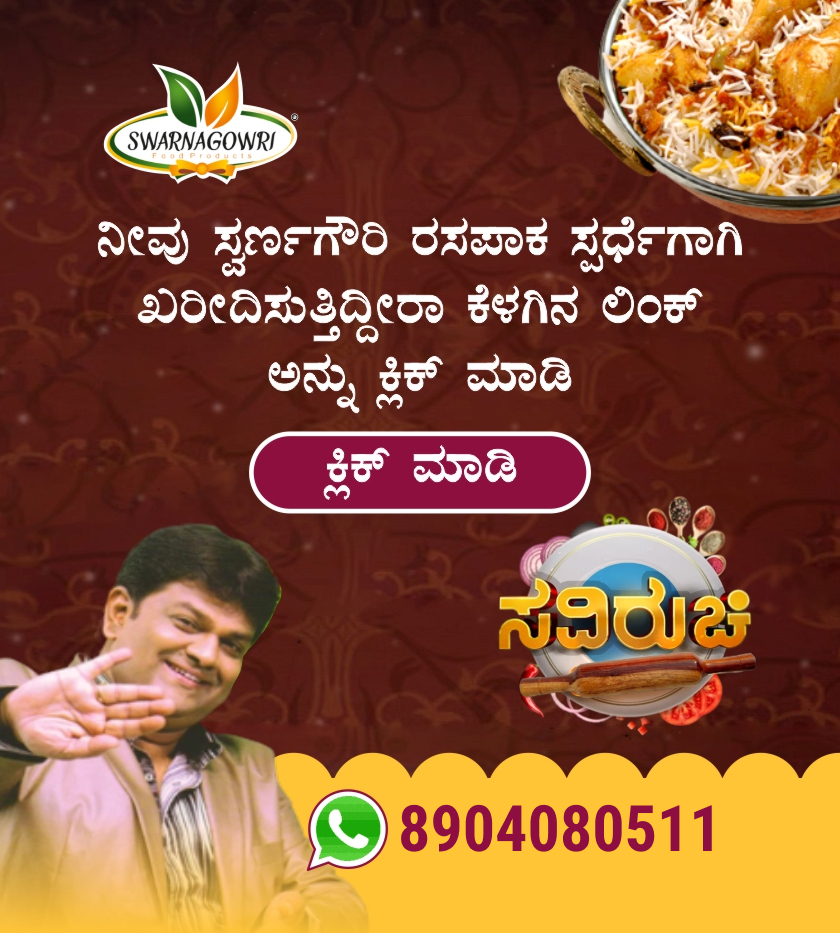 SWARNAGOWRI
Food Products
ನೀವು ಸ್ವರ್ಣಗೌರಿ ರಸಪಾಕ ಸ್ಪರ್ಧೆಗಾಗಿ
ಖರೀದಿಸುತ್ತಿದ್ದೀರಾ ಕೆಳಗಿನ ಲಿಂಕ್
ಅನ್ನು ಕ್ಲಿಕ್ ಮಾಡಿ
ಕ್ಲಿಕ್ ಮಾಡಿ
ಸವಿರುಚಿ
8904080511